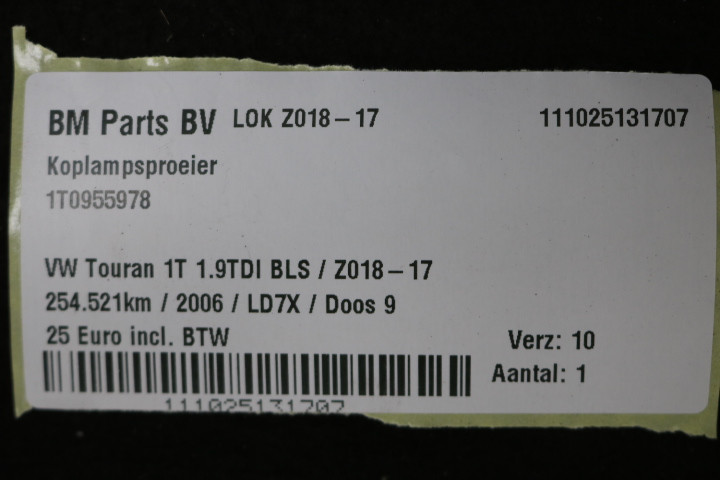 BM Parts BV LOK Z018-17 111025131707
Koplampsproeier
1T0955978
VW Touran 1T 1.9TDI BLS / Z018-17
254.521km / 2006 / LD7X / Doos 9
25 Euro incl. BTW Verz: 10
Aantal: 1
111025131707